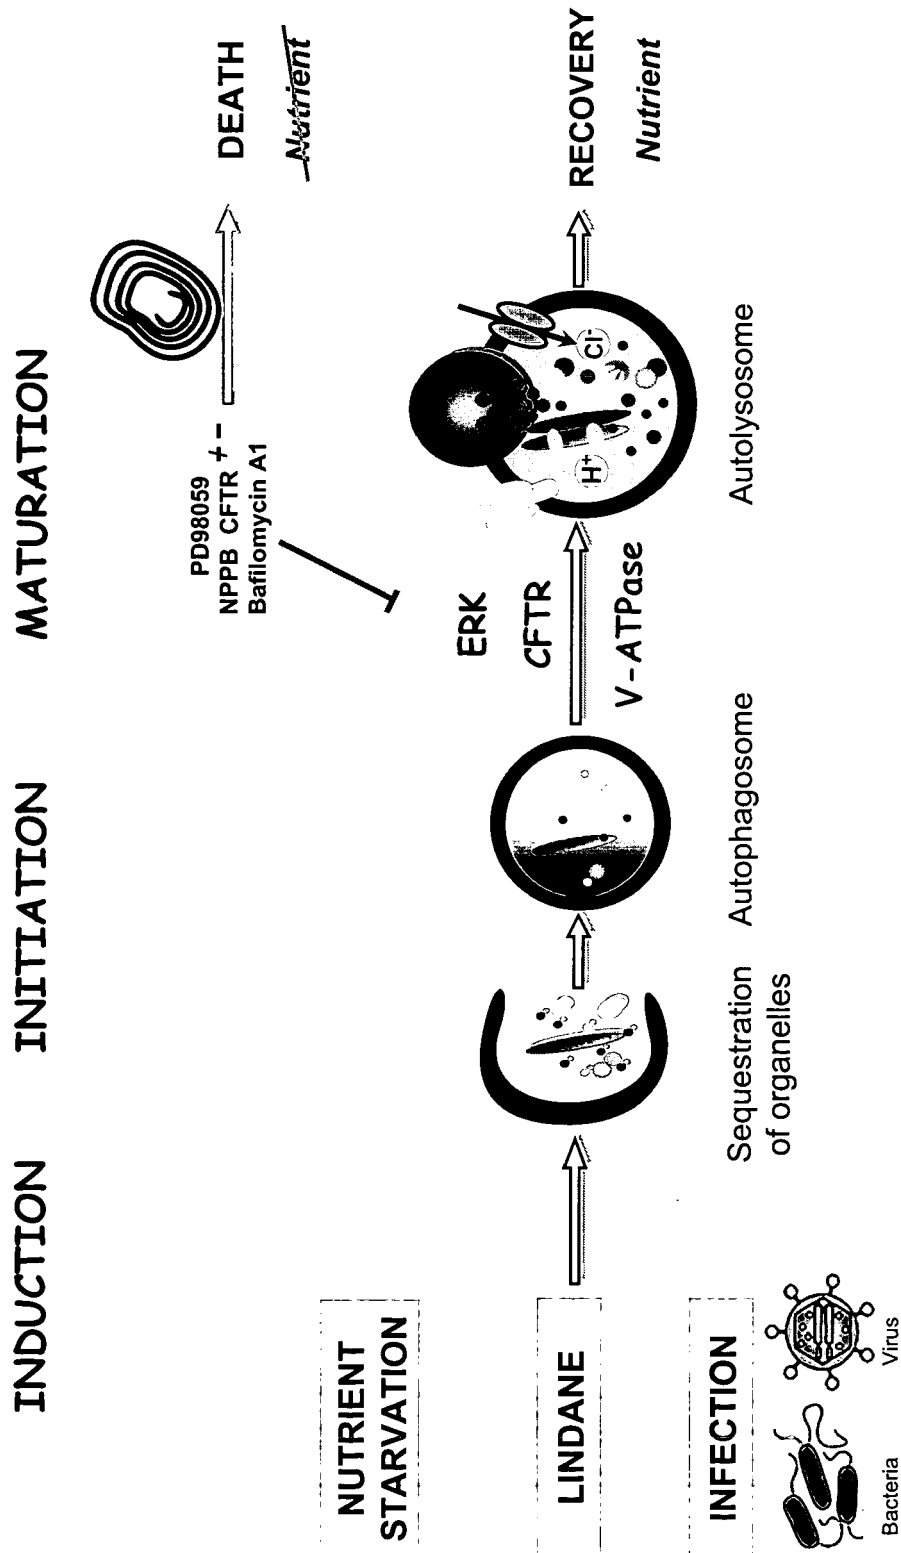 INDUCTION
INITIATION
MATURATION
NUTRIENT
STARVATION
LINDANE
INFECTION
Bacteria
Virus
Sequestration
of organelles
Autophagosome
ERK
CFTR
V-ATPase
PD98059
NPPB CFTR +/-
Bafilomycin A1
H+
Cl-
Autolysosome
DEATH
Nutrient
RECOVERY
Nutrient